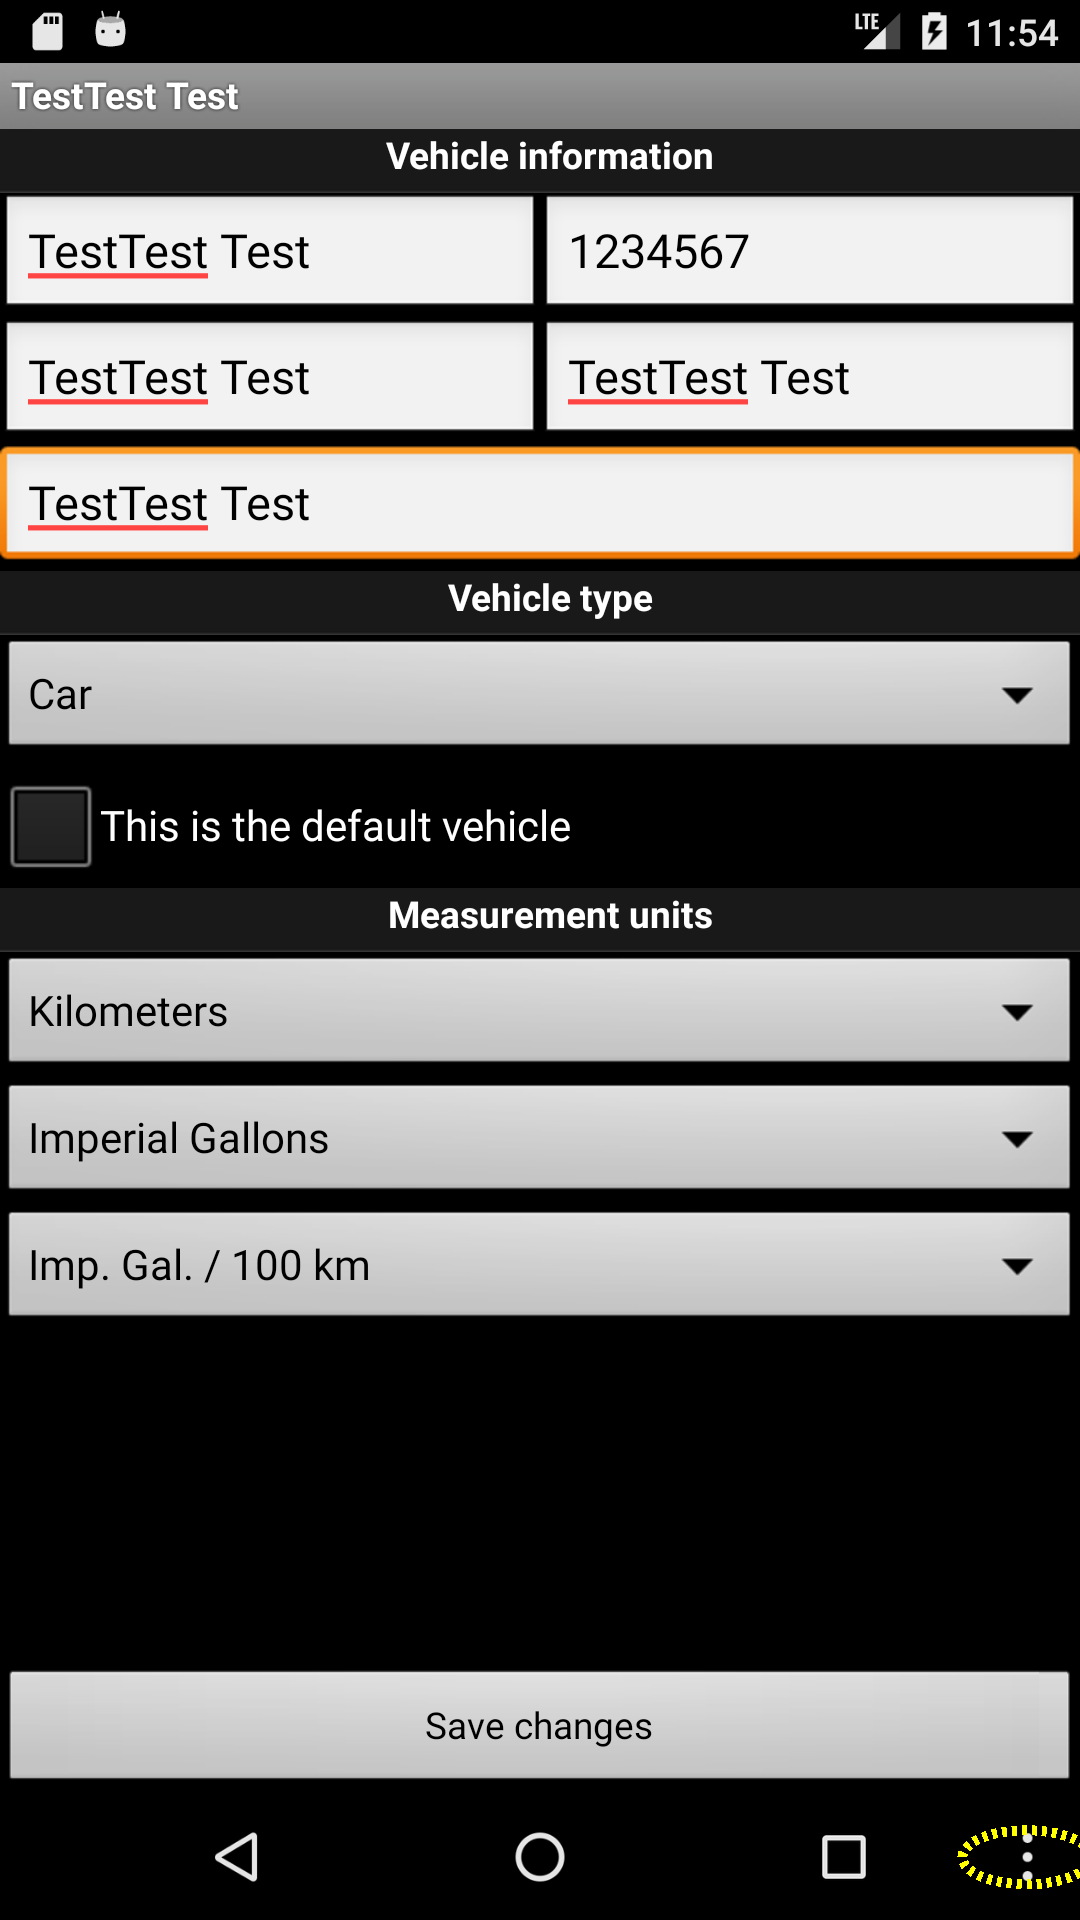 LTE 11:54
TestTest Test
Vehicle information
TestTest Test 1234567
TestTest Test TestTest Test
TestTest Test
Vehicle type
Car
This is the default vehicle
Measurement units
Kilometers
Imperial Gallons
Imp. Gal. / 100 km
Save changes